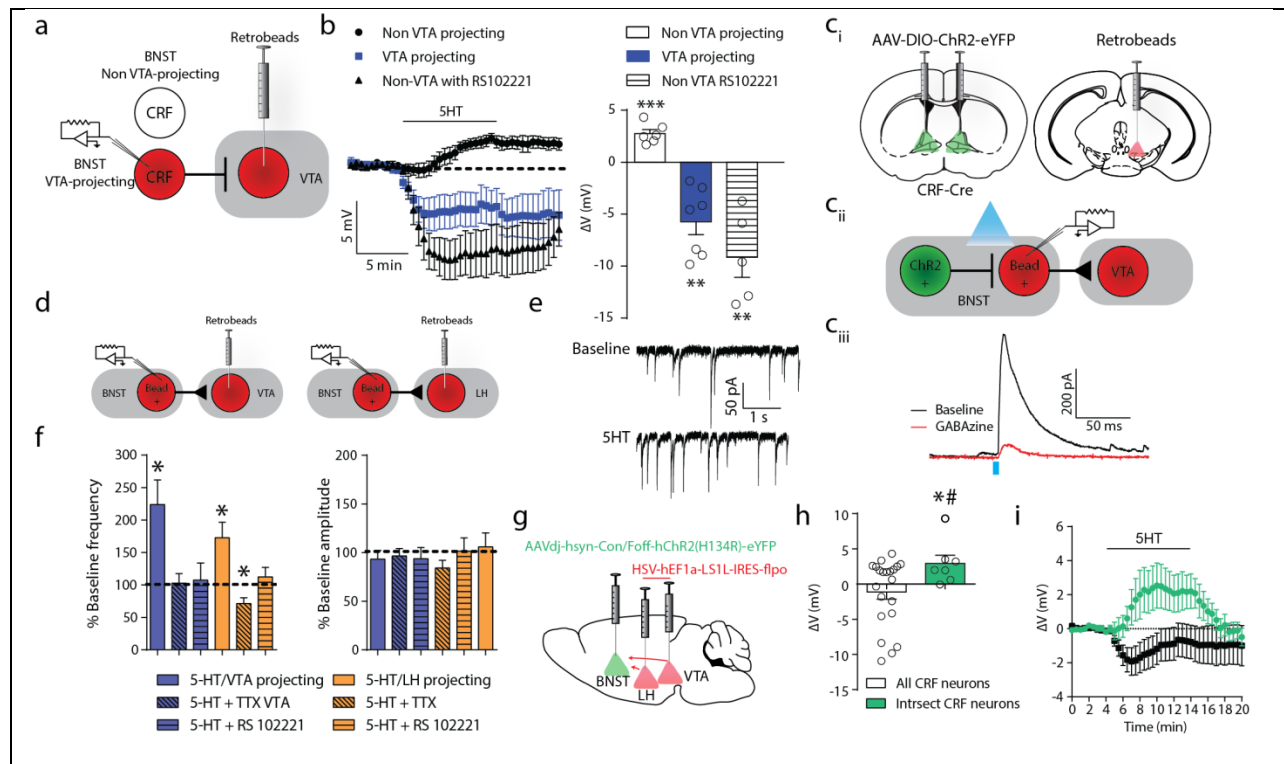 a
BNST
Non VTA-projecting
Retrobeads
CRF
BNST
VTA-projecting
CRF
VTA
b
Non VTA projecting
VTA projecting
Non-VTA with RS102221
5HT
5 mV
5 min
Non VTA projecting
VTA projecting
Non VTA RS102221
ΔV (mV)
5
0
-5
-10
-15
***
**
**
ci
AAV-DIO-ChR2-eYFP
Retrobeads
CRF-Cre
cii
ChR2
+
Bead
+
VTA
BNST
ciii
Baseline
GABAzine
200 pA
50 ms
d
Retrobeads
Retrobeads
BNST
Bead
+
VTA
BNST
Bead
+
LH
e
Baseline
50 pA
1 s
5HT
f
% Baseline frequency
300
250
200
150
100
50
0
*
*
*
% Baseline amplitude
200
150
100
50
0
5-HT/VTA projecting
5-HT/LH projecting
5-HT + TTX VTA
5-HT + TTX
5-HT + RS 102221
5-HT + RS 102221
g
AAVdj-hsyn-Con/Foff-hChR2(H134R)-eYFP
HSV-hEF1a-LS1L-IRES-flpo
BNST
LH
VTA
h
*#
ΔV (mV)
10
5
0
-5
-10
-15
All CRF neurons
Intrsect CRF neurons
i
5HT
ΔV (mV)
6
4
2
0
-2
-4
0 2 4 6 8 10 12 14 16 18 20
Time (min)